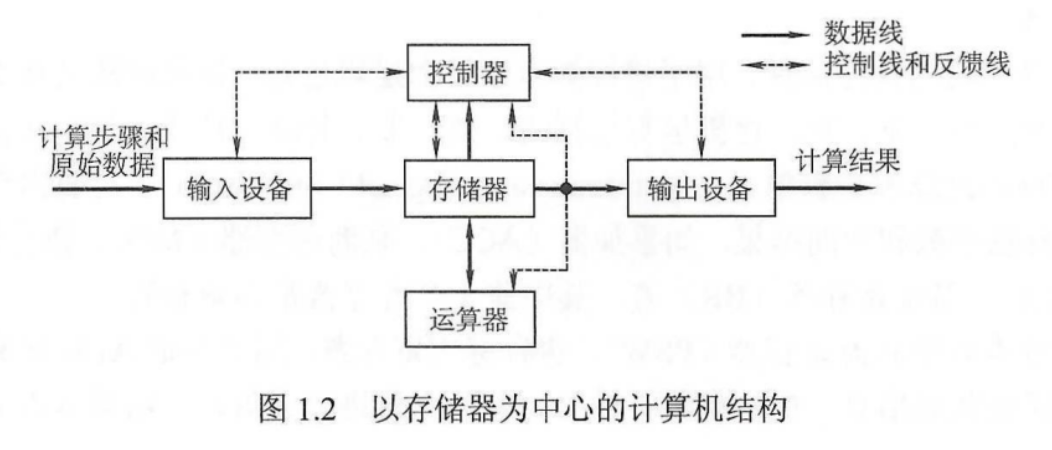 数据线
控制线和反馈线
控制器
计算步骤和
原始数据
输入设备
存储器
输出设备
计算结果
运算器
图 1.2 以存储器为中心的计算机结构